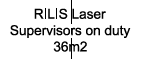 RILIS Laser
Supervisors on duty
36m2